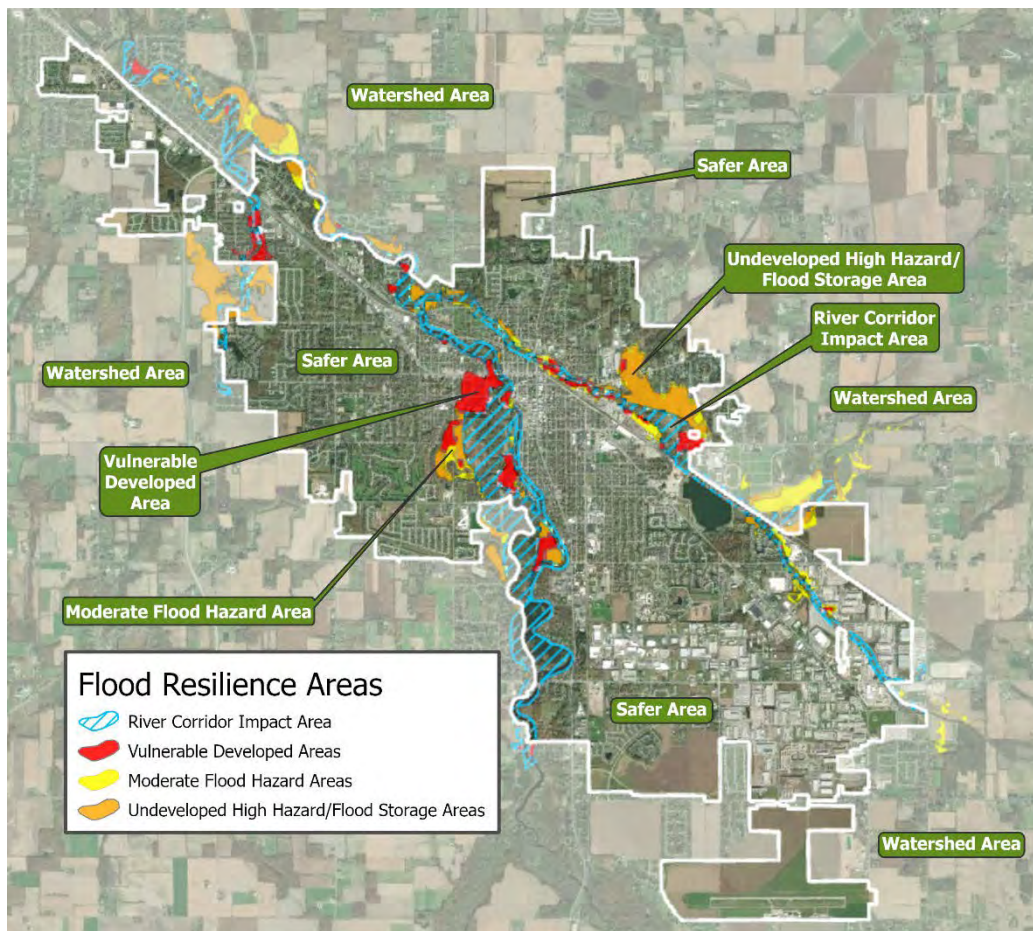 Watershed Area
Safer Area
Undeveloped High Hazard/
Flood Storage Area
River Corridor
Impact Area
Safer Area
Watershed Area
Watershed Area
Vulnerable
Developed
Area
Moderate Flood Hazard Area
Flood Resilience Areas
River Corridor Impact Area
Vulnerable Developed Areas
Moderate Flood Hazard Areas
Undeveloped High Hazard/Flood Storage Areas
Safer Area
Watershed Area